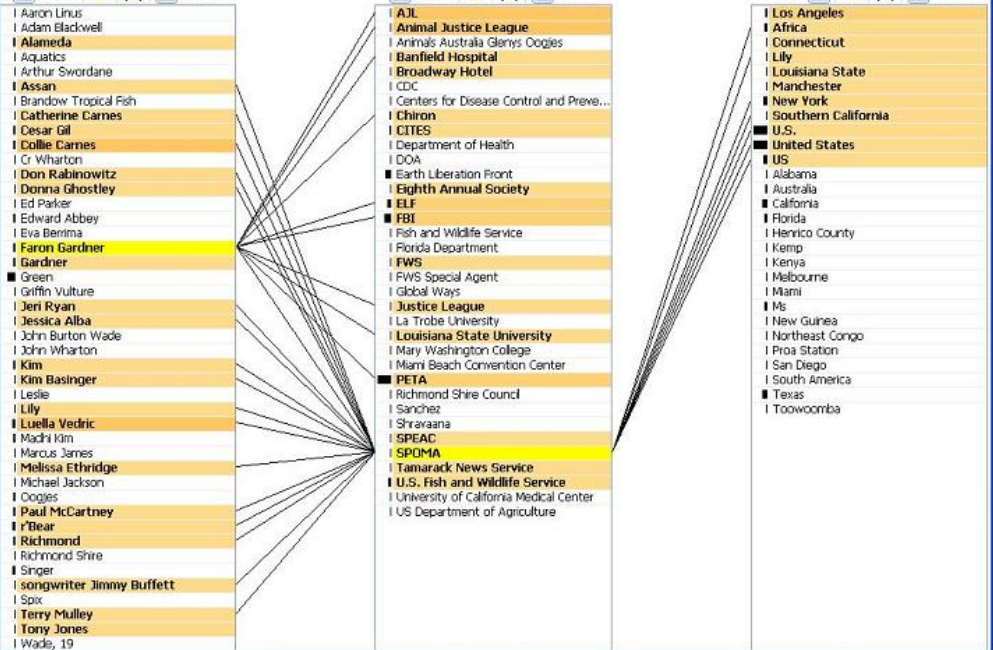 Aaron Linus
Adam Blackwell
Alameda
Aquatics
Arthur Swordane
Assan
Brandow Tropical Fish
Catherine Carnes
Cesar Gil
Collie Carnes
Cr Wharton
Don Rabinowitz
Donna Ghostley
Ed Parker
Edward Abbey
Eva Berrima
Faron Gardner
Gardner
Green
Griffin Vulture
Jeri Ryan
Jessica Alba
John Burton Wade
John Wharton
Kim
Kim Basinger
Leslie
Lily
Luella Vedric
Madhi Kim
Marcus James
Melissa Ethridge
Michael Jackson
Oogjes
Paul McCartney
r'Bear
Richmond
Richmond Shire
Singer
songwriter Jimmy Buffett
Spix
Terry Mulley
Tony Jones
Wade, 19
AJL
Animal Justice League
Animals Australia Glenys Oogjes
Banfield Hospital
Broadway Hotel
CDC
Centers for Disease Control and Preve...
Chiron
CITES
Department of Health
DOA
Earth Liberation Front
Eighth Annual Society
ELF
FBI
Fish and Wildlife Service
Florida Department
FWS
FWS Special Agent
Global Ways
Justice League
La Trobe University
Louisiana State University
Mary Washington College
Miami Beach Convention Center
PETA
Richmond Shire Council
Sanchez
Shravaana
SPEAC
SPOMA
Tamarack News Service
U.S. Fish and Wildlife Service
University of California Medical Center
US Department of Agriculture
Los Angeles
Africa
Connecticut
Lily
Louisiana State
Manchester
New York
Southern California
U.S.
United States
US
Alabama
Australia
California
Florida
Henrico County
Kemp
Kenya
Melbourne
Miami
Ms
New Guinea
Northeast Congo
Proa Station
San Diego
South America
Texas
Toowoomba